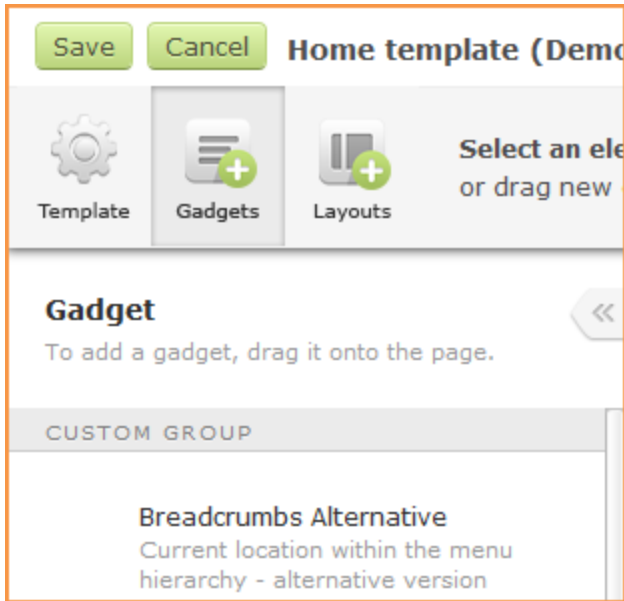 Save Cancel Home template (Demo
Template Gadgets Layouts
Select an ele
or drag new
Gadget
To add a gadget, drag it onto the page.
CUSTOM GROUP
Breadcrumbs Alternative
Current location within the menu
hierarchy - alternative version